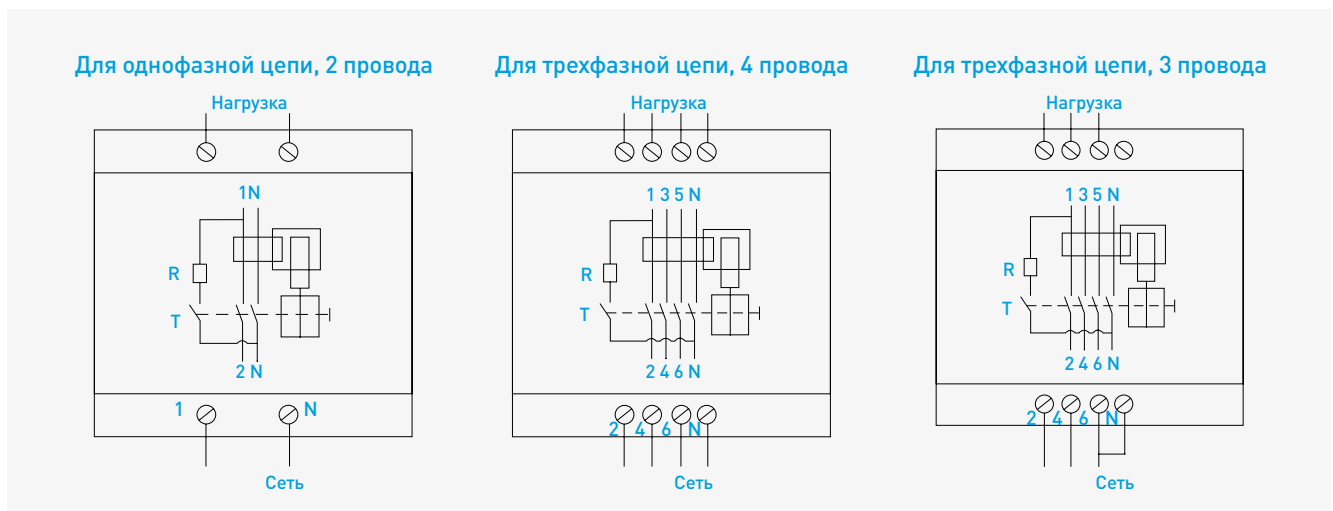 Для однофазной цепи, 2 провода
Нагрузка
1N
R
T
2 N
1
N
Сеть
Для трехфазной цепи, 4 провода
Нагрузка
1 3 5 N
R
T
2 4 6 N
2 4 6 N
Сеть
Для трехфазной цепи, 3 провода
Нагрузка
1 3 5 N
R
T
2 4 6 N
2 4 6 N
Сеть